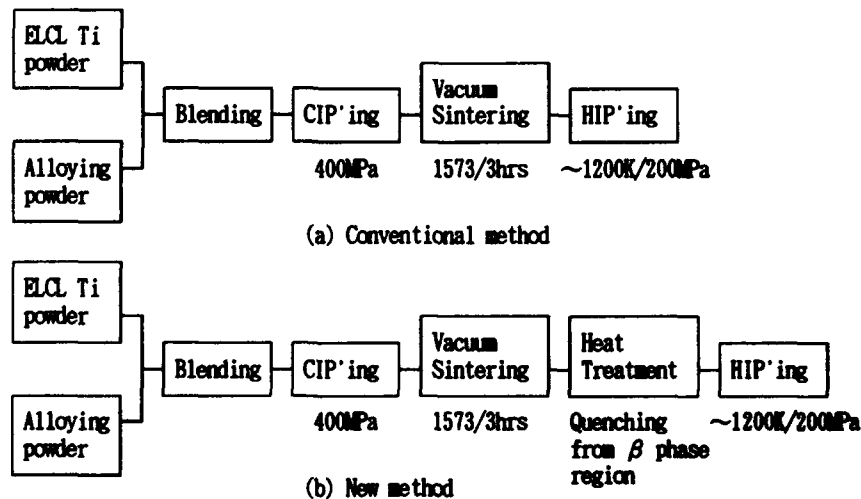 ELCL Ti
powder
Alloying
powder
Blending
CIP'ing
400MPa
Vacuum
Sintering
1573/3hrs
HIP'ing
~1200K/200MPa
(a) Conventional method
ELCL Ti
powder
Alloying
powder
Blending
CIP'ing
400MPa
Vacuum
Sintering
1573/3hrs
Heat
Treatment
Quenching
from β phase
region
HIP'ing
~1200K/200MPa
(b) New method